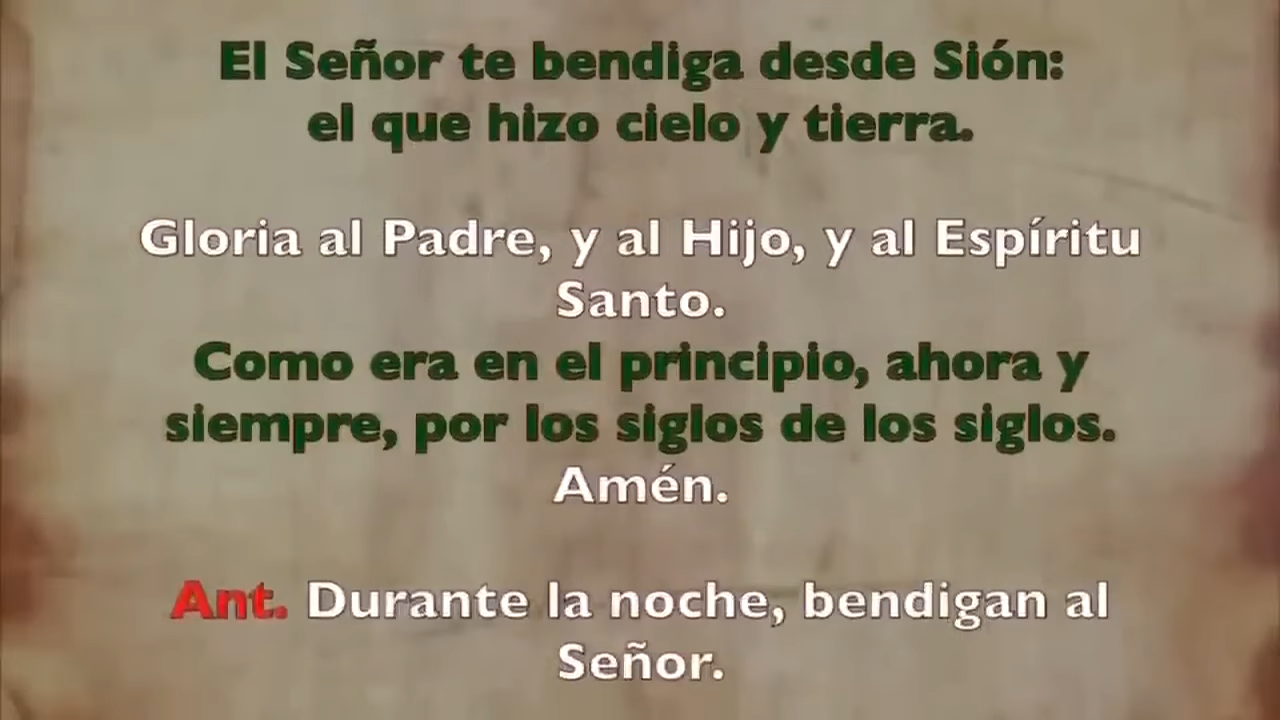 El Señor te bendiga desde Sión:
el que hizo cielo y tierra.
Gloria al Padre, y al Hijo, y al Espíritu
Santo.
Como era en el principio, ahora y
siempre, por los siglos de los siglos.
Amén.
Ant. Durante la noche, bendigan al
Señor.